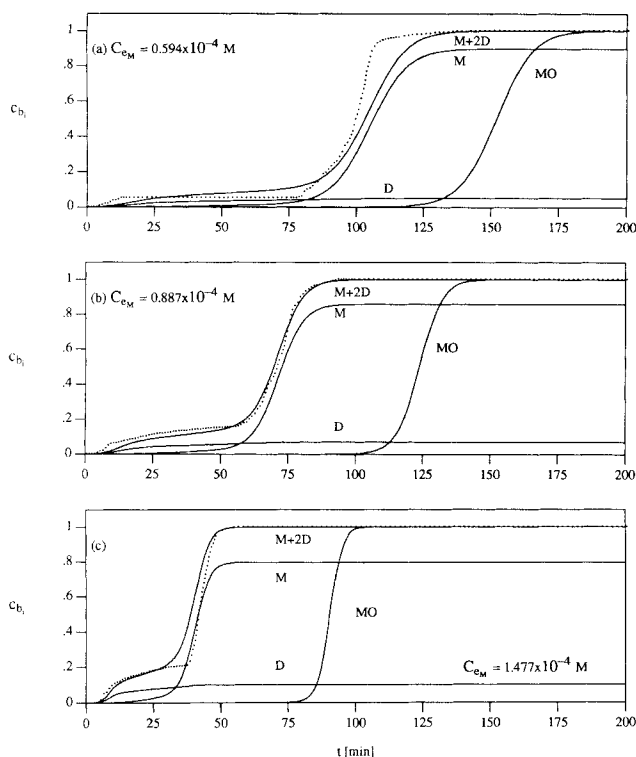 (a) C_{e_M} = 0.594x10⁻⁴ M
M+2D
M
MO
D
c_{b_i}
1
.8
.6
.4
.2
0
0 25 50 75 100 125 150 175 200
(b) C_{e_M} = 0.887x10⁻⁴ M
M+2D
M
MO
D
c_{b_i}
1
.8
.6
.4
.2
0
0 25 50 75 100 125 150 175 200
(c)
M+2D
M
MO
D
C_{e_M} = 1.477x10⁻⁴ M
c_{b_i}
1
.8
.6
.4
.2
0
0 25 50 75 100 125 150 175 200
t [min]